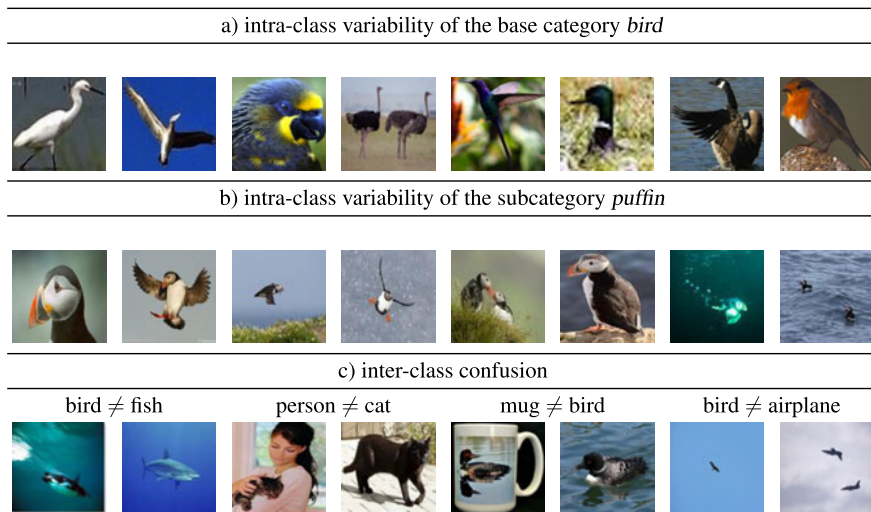 a) intra-class variability of the base category bird
b) intra-class variability of the subcategory puffin
c) inter-class confusion
bird ≠ fish person ≠ cat mug ≠ bird bird ≠ airplane